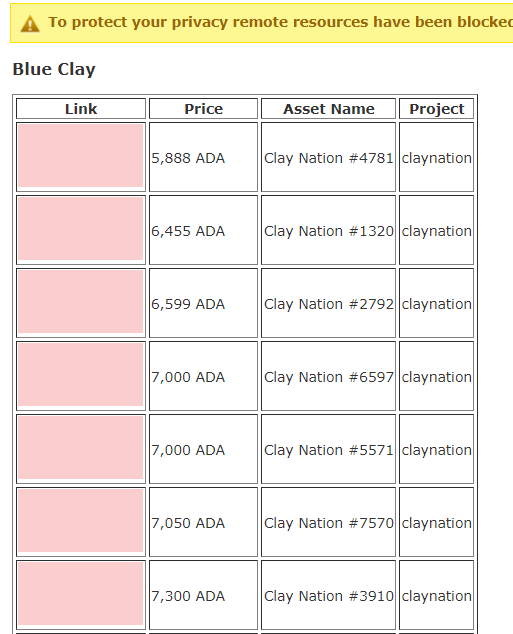 To protect your privacy remote resources have been blocked
Blue Clay
Link Price Asset Name Project
5,888 ADA Clay Nation #4781 claynation
6,455 ADA Clay Nation #1320 claynation
6,599 ADA Clay Nation #2792 claynation
7,000 ADA Clay Nation #6597 claynation
7,000 ADA Clay Nation #5571 claynation
7,050 ADA Clay Nation #7570 claynation
7,300 ADA Clay Nation #3910 claynation